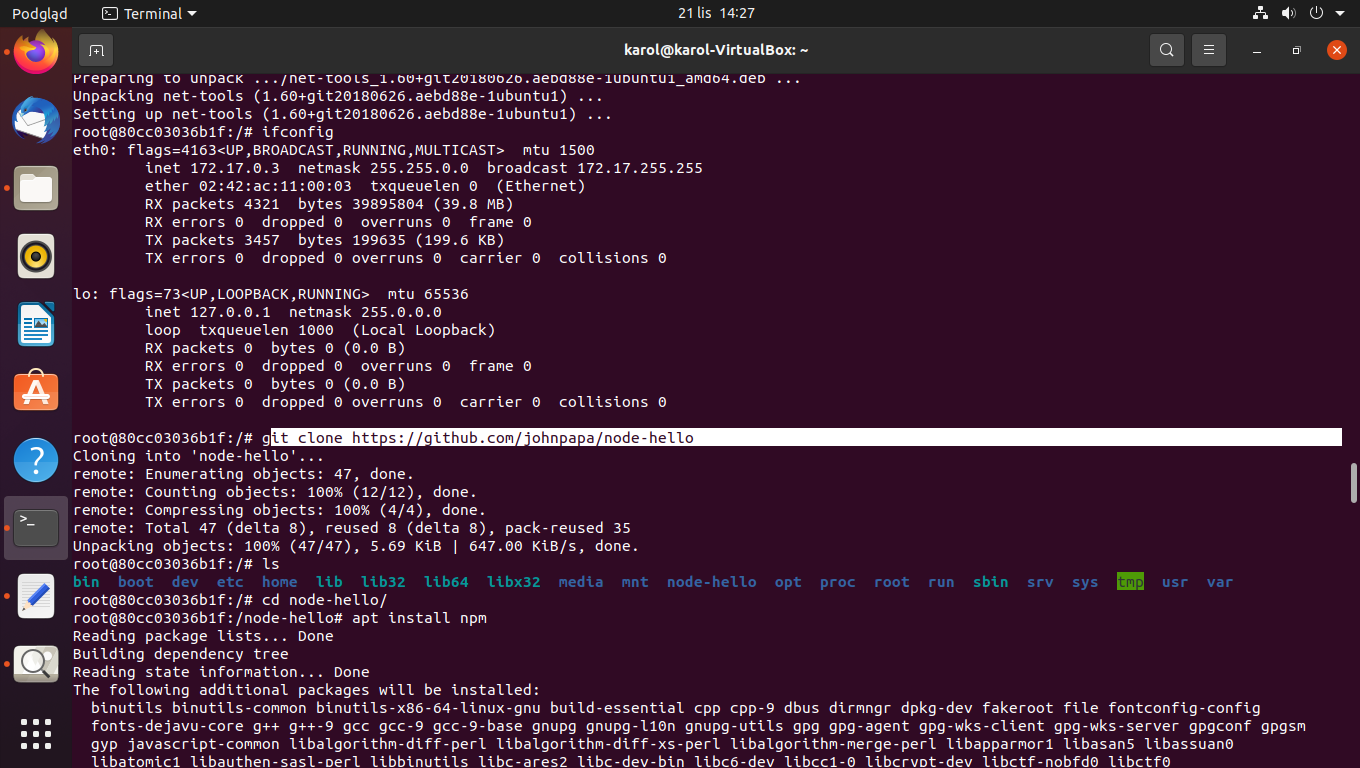 Podgląd Terminal 21 lis 14:27
karol@karol-VirtualBox: ~
Preparing to unpack .../net-tools_1.60+git20180626.aebd88e-1ubuntu1_amd64.deb ...
Unpacking net-tools (1.60+git20180626.aebd88e-1ubuntu1) ...
Setting up net-tools (1.60+git20180626.aebd88e-1ubuntu1) ...
root@80cc03036b1f:/# ifconfig
eth0: flags=4163<UP,BROADCAST,RUNNING,MULTICAST>  mtu 1500
        inet 172.17.0.3  netmask 255.255.0.0  broadcast 172.17.255.255
        ether 02:42:ac:11:00:03  txqueuelen 0  (Ethernet)
        RX packets 4321  bytes 39895804 (39.8 MB)
        RX errors 0  dropped 0  overruns 0  frame 0
        TX packets 3457  bytes 199635 (199.6 KB)
        TX errors 0  dropped 0 overruns 0  carrier 0  collisions 0
lo: flags=73<UP,LOOPBACK,RUNNING>  mtu 65536
        inet 127.0.0.1  netmask 255.0.0.0
        loop  txqueuelen 1000  (Local Loopback)
        RX packets 0  bytes 0 (0.0 B)
        RX errors 0  dropped 0  overruns 0  frame 0
        TX packets 0  bytes 0 (0.0 B)
        TX errors 0  dropped 0 overruns 0  carrier 0  collisions 0
root@80cc03036b1f:/# git clone https://github.com/johnpapa/node-hello
Cloning into 'node-hello'...
remote: Enumerating objects: 47, done.
remote: Counting objects: 100% (12/12), done.
remote: Compressing objects: 100% (4/4), done.
remote: Total 47 (delta 8), reused 8 (delta 8), pack-reused 35
Unpacking objects: 100% (47/47), 5.69 KiB | 647.00 KiB/s, done.
root@80cc03036b1f:/# ls
bin  boot  dev  etc  home  lib  lib32  lib64  libx32  media  mnt  node-hello  opt  proc  root  run  sbin  srv  sys  tmp  usr  var
root@80cc03036b1f:/# cd node-hello/
root@80cc03036b1f:/node-hello# apt install npm
Reading package lists... Done
Building dependency tree
Reading state information... Done
The following additional packages will be installed:
  binutils binutils-common binutils-x86-64-linux-gnu build-essential cpp cpp-9 dbus dirmngr dpkg-dev fakeroot file fontconfig-config
  fonts-dejavu-core g++ g++-9 gcc gcc-9 gcc-9-base gnupg gnupg-l10n gnupg-utils gpg gpg-agent gpg-wks-client gpg-wks-server gpgconf gpgsm
  gyp javascript-common libalgorithm-diff-perl libalgorithm-diff-xs-perl libalgorithm-merge-perl libapparmor1 libasan5 libassuan0
  libatomic1 libauthen-sasl-perl libbinutils libc-ares2 libc-dev-bin libc6-dev libcc1-0 libcrypt-dev libctf-nobfd0 libctf0